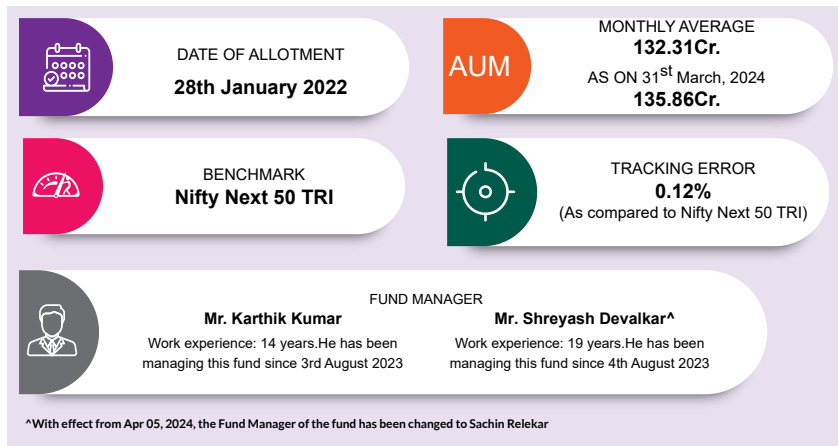 DATE OF ALLOTMENT
28th January 2022
AUM
MONTHLY AVERAGE
132.31Cr.
AS ON 31st March, 2024
135.86Cr.
BENCHMARK
Nifty Next 50 TRI
TRACKING ERROR
0.12%
(As compared to Nifty Next 50 TRI)
FUND MANAGER
Mr. Karthik Kumar
Work experience: 14 years.He has been
managing this fund since 3rd August 2023
Mr. Shreyash Devalkar^
Work experience: 19 years.He has been
managing this fund since 4th August 2023
^With effect from Apr 05, 2024, the Fund Manager of the fund has been changed to Sachin Relekar